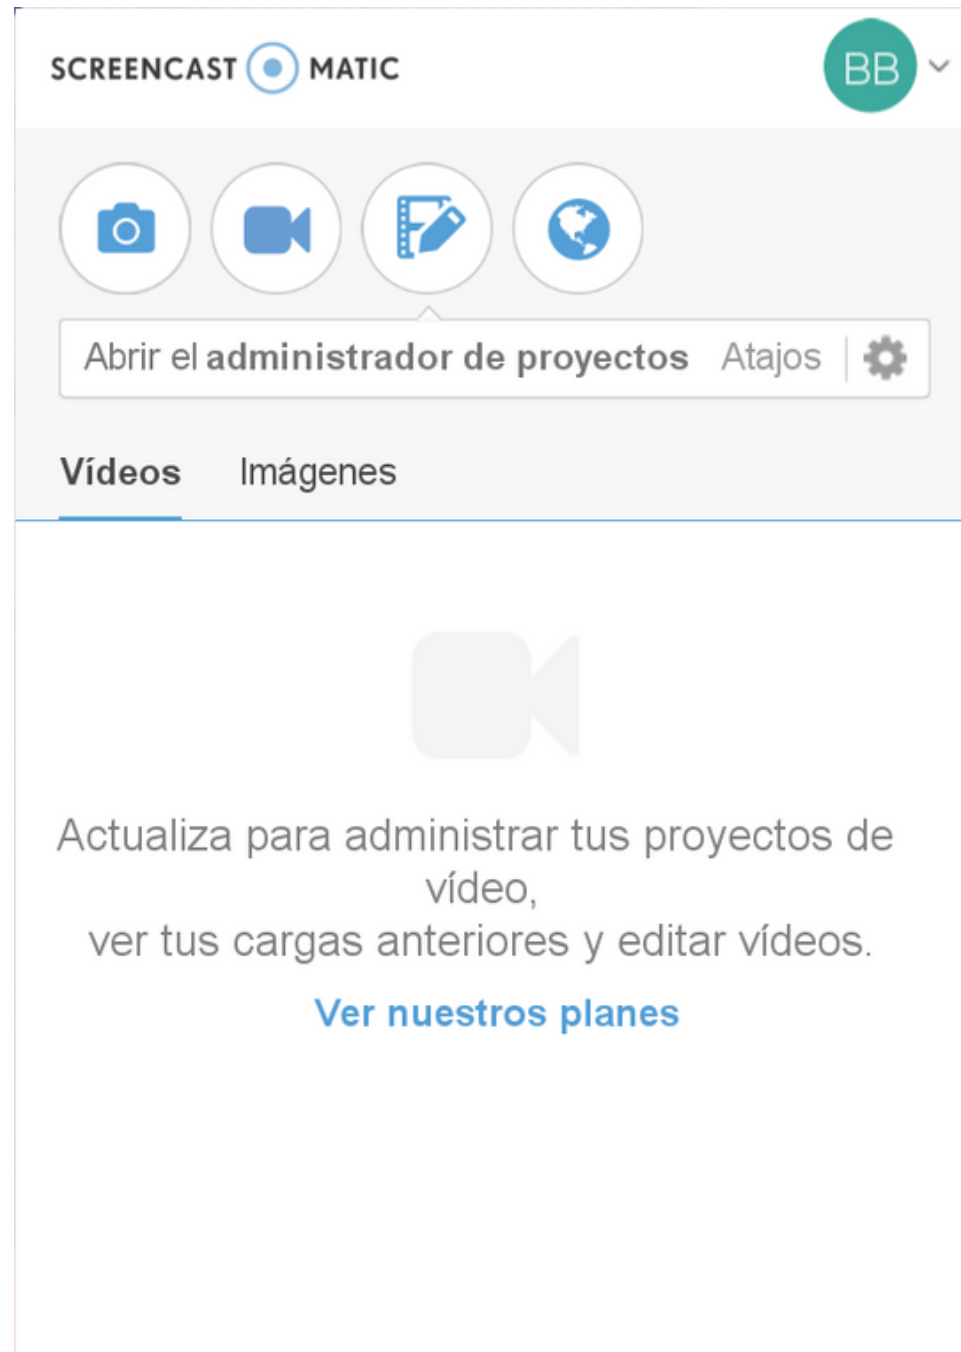 SCREENCAST MATIC
BB
Abrir el administrador de proyectos Atajos
Vídeos Imágenes
Actualiza para administrar tus proyectos de
vídeo,
ver tus cargas anteriores y editar vídeos.
Ver nuestros planes